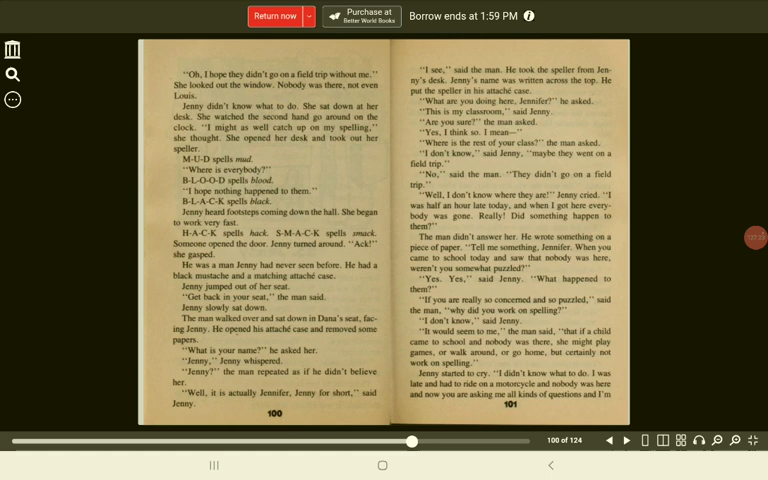 Return now
Purchase at
Better World Books
Borrow ends at 1:59 PM
"Oh, I hope they didn't go on a field trip without me."
She looked out the window. Nobody was there, not even
Louis.
Jenny didn't know what to do. She sat down at her
desk. She watched the second hand go around on the
clock. "I might as well catch up on my spelling,"
she thought. She opened her desk and took out her
speller.
M-U-D spells mud.
"Where is everybody?"
B-L-O-O-D spells blood.
"I hope nothing happened to them."
B-L-A-C-K spells black.
Jenny heard footsteps coming down the hall. She began
to work very fast.
H-A-C-K spells hack. S-M-A-C-K spells smack.
Someone opened the door. Jenny turned around. "Ack!"
she gasped.
He was a man Jenny had never seen before. He had a
black mustache and a matching attaché case.
Jenny jumped out of her seat.
"Get back in your seat," the man said.
Jenny slowly sat down.
The man walked over and sat down in Dana's seat, fac-
ing Jenny. He opened his attaché case and removed some
papers.
"What is your name?" he asked her.
"Jenny," Jenny whispered.
"Jenny?" the man repeated as if he didn't believe
her.
"Well, it is actually Jennifer, Jenny for short," said
Jenny.
100
"I see," said the man. He took the speller from Jen-
ny's desk. Jenny's name was written across the top. He
put the speller in his attaché case.
"What are you doing here, Jennifer?" he asked.
"This is my classroom," said Jenny.
"Are you sure?" the man asked.
"Yes, I think so. I mean—"
"Where is the rest of your class?" the man asked.
"I don't know," said Jenny, "maybe they went on a
field trip."
"No," said the man. "They didn't go on a field
trip."
"Well, I don't know where they are!" Jenny cried. "I
was half an hour late today, and when I got here every-
body was gone. Really! Did something happen to
them?"
The man didn't answer her. He wrote something on a
piece of paper. "Tell me something, Jennifer. When you
came to school today and saw that nobody was here,
weren't you somewhat puzzled?"
"Yes. Yes," said Jenny. "What happened to
them?"
"If you are really so concerned and so puzzled," said
the man, "why did you work on spelling?"
"I don't know," said Jenny.
"It would seem to me," the man said, "that if a child
came to school and nobody was there, she might play
games, or walk around, or go home, but certainly not
work on spelling."
Jenny started to cry. "I didn't know what to do. I was
late and had to ride on a motorcycle and nobody was here
and now you are asking me all kinds of questions and I'm
101
100 of 124